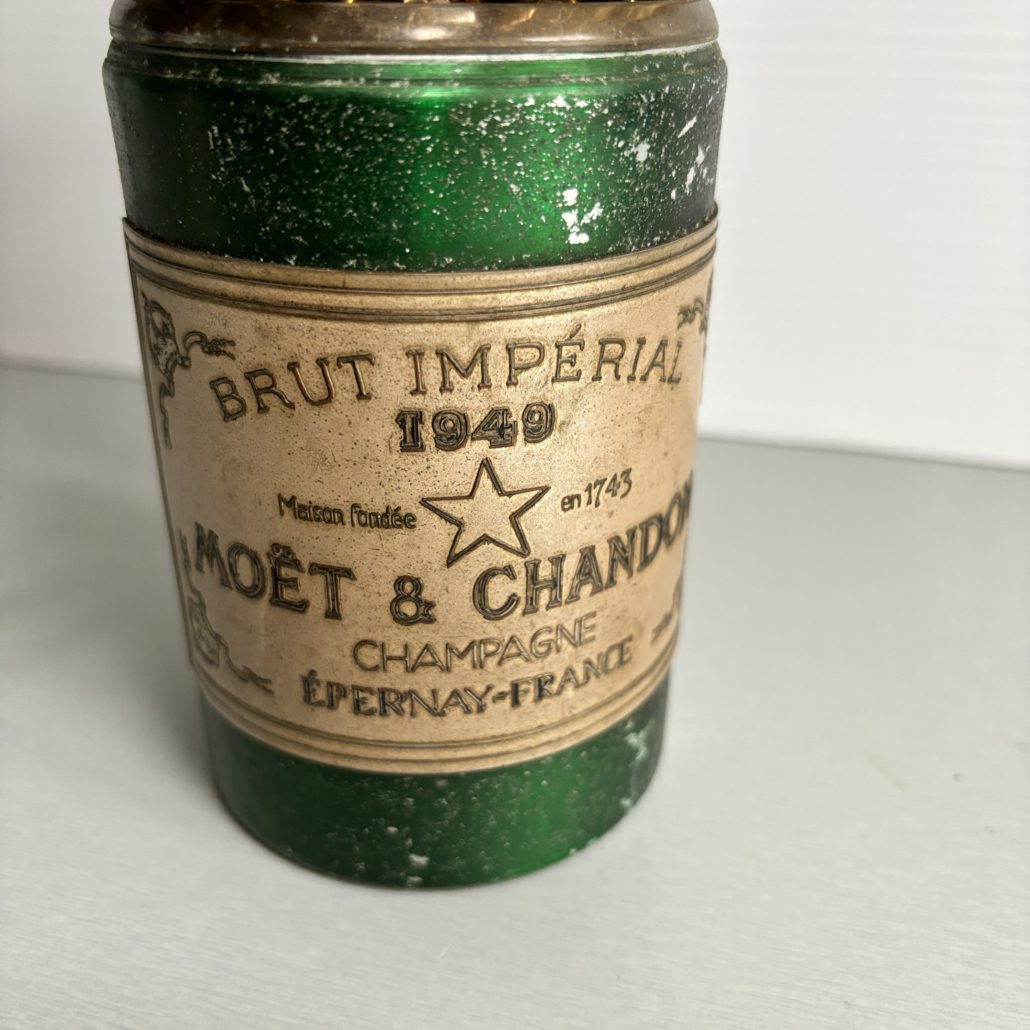 BRUT IMPÉRIAL
1949
Maison fondée en 1743
MOËT & CHANDON
CHAMPAGNE
ÉPERNAY-FRANCE